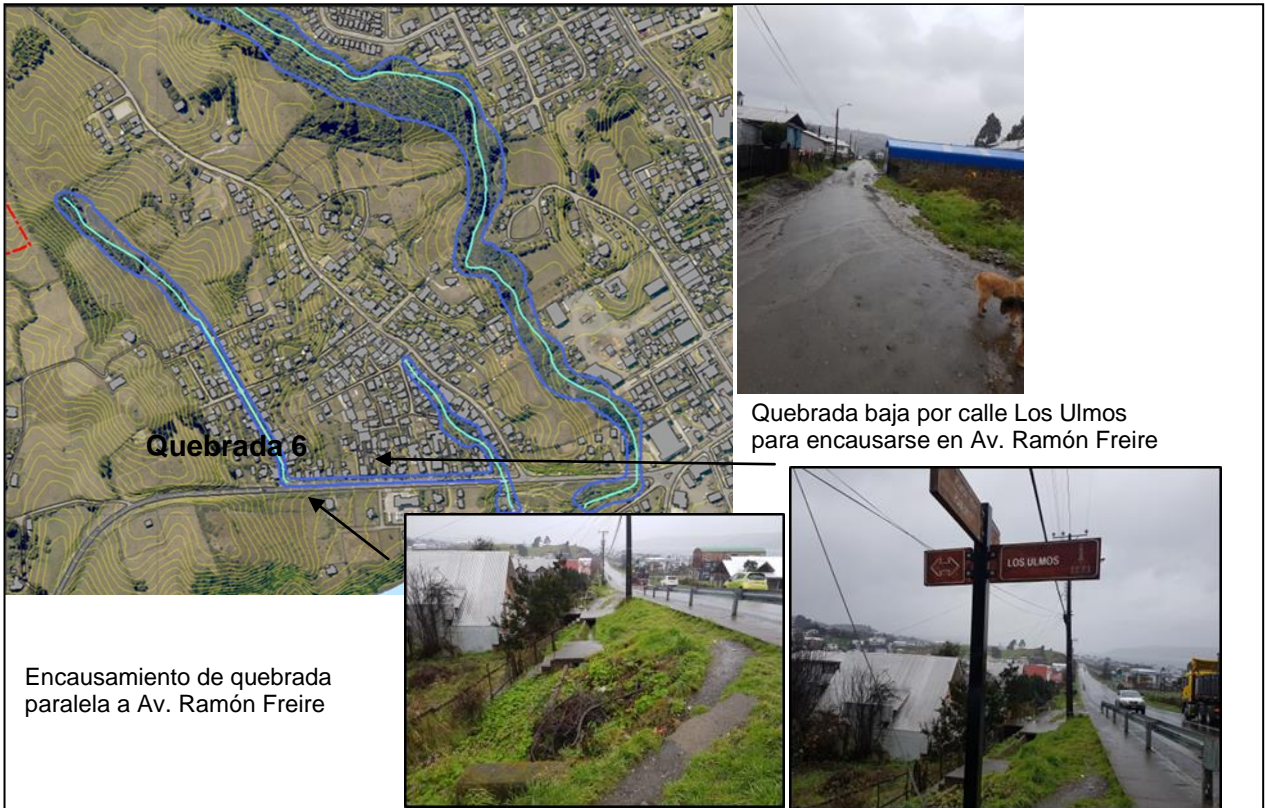 Quebrada 6
Quebrada baja por calle Los Ulmos
para encausarse en Av. Ramón Freire
LOS ULMOS
Encausamiento de quebrada
paralela a Av. Ramón Freire